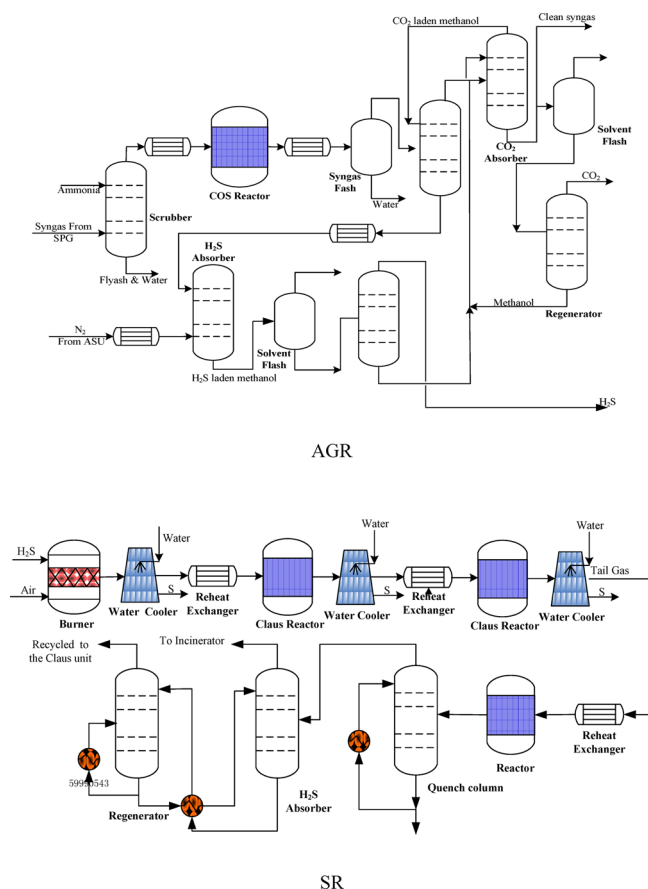 CO₂ laden methanol
Clean syngas
Solvent
Flash
CO₂
Absorber
COS Reactor
Syngas
Fash
Water
CO₂
Ammonia
Scrubber
Syngas From
SPG
H₂S
Absorber
Flyash & Water
Methanol
Regenerator
N₂
From ASU
Solvent
Flash
H₂S laden methanol
H₂S
AGR
H₂S
Water
Water
Water
Tail Gas
Air
S
S
S
Burner
Water Cooler
Reheat
Exchanger
Claus Reactor
Water Cooler
Reheat
Exchanger
Claus Reactor
Water Cooler
Recycled to
the Claus unit
To Incinerator
Reactor
Reheat
Exchanger
Quench column
H₂S
Absorber
Regenerator
SR